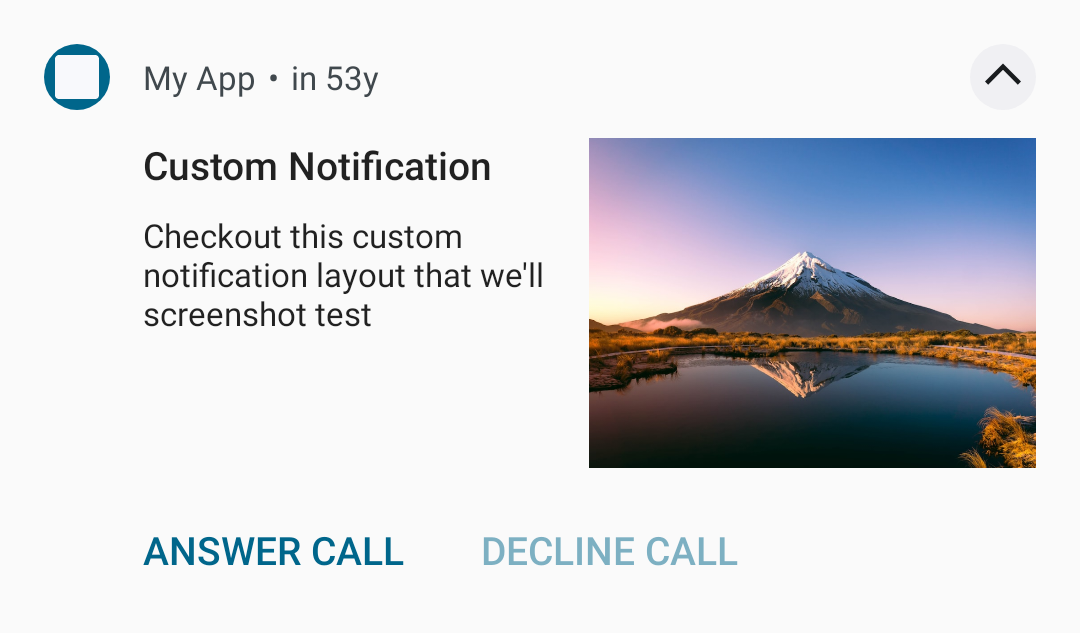 My App • in 53y
Custom Notification
Checkout this custom
notification layout that we'll
screenshot test
ANSWER CALL DECLINE CALL